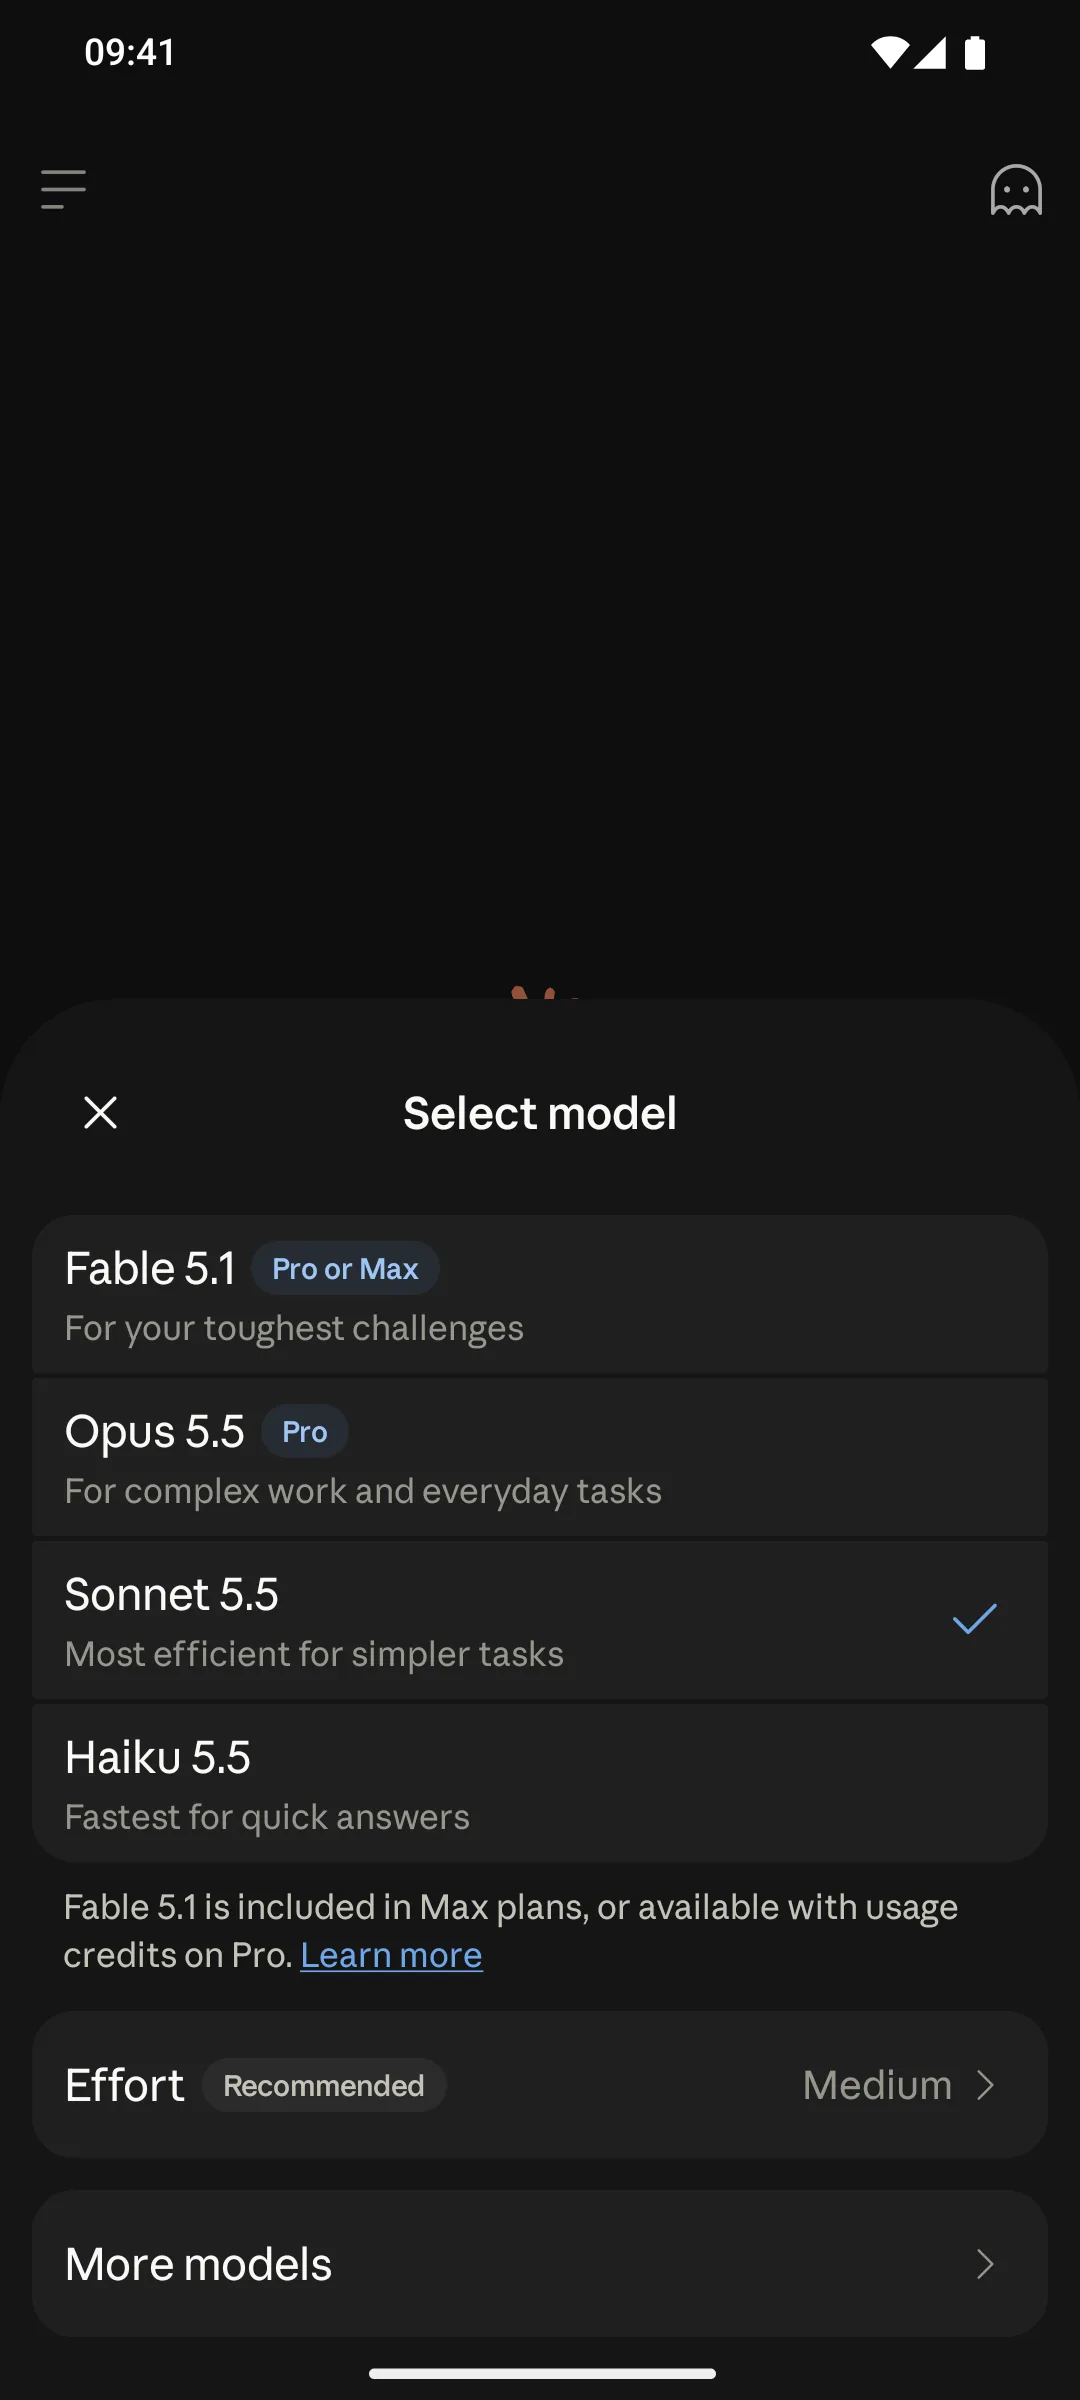 09:41
Select model
Fable 5.1 Pro or Max
For your toughest challenges
Opus 5.5 Pro
For complex work and everyday tasks
Sonnet 5.5
Most efficient for simpler tasks
Haiku 5.5
Fastest for quick answers
Fable 5.1 is included in Max plans, or available with usage
credits on Pro. Learn more
Effort Recommended Medium
More models